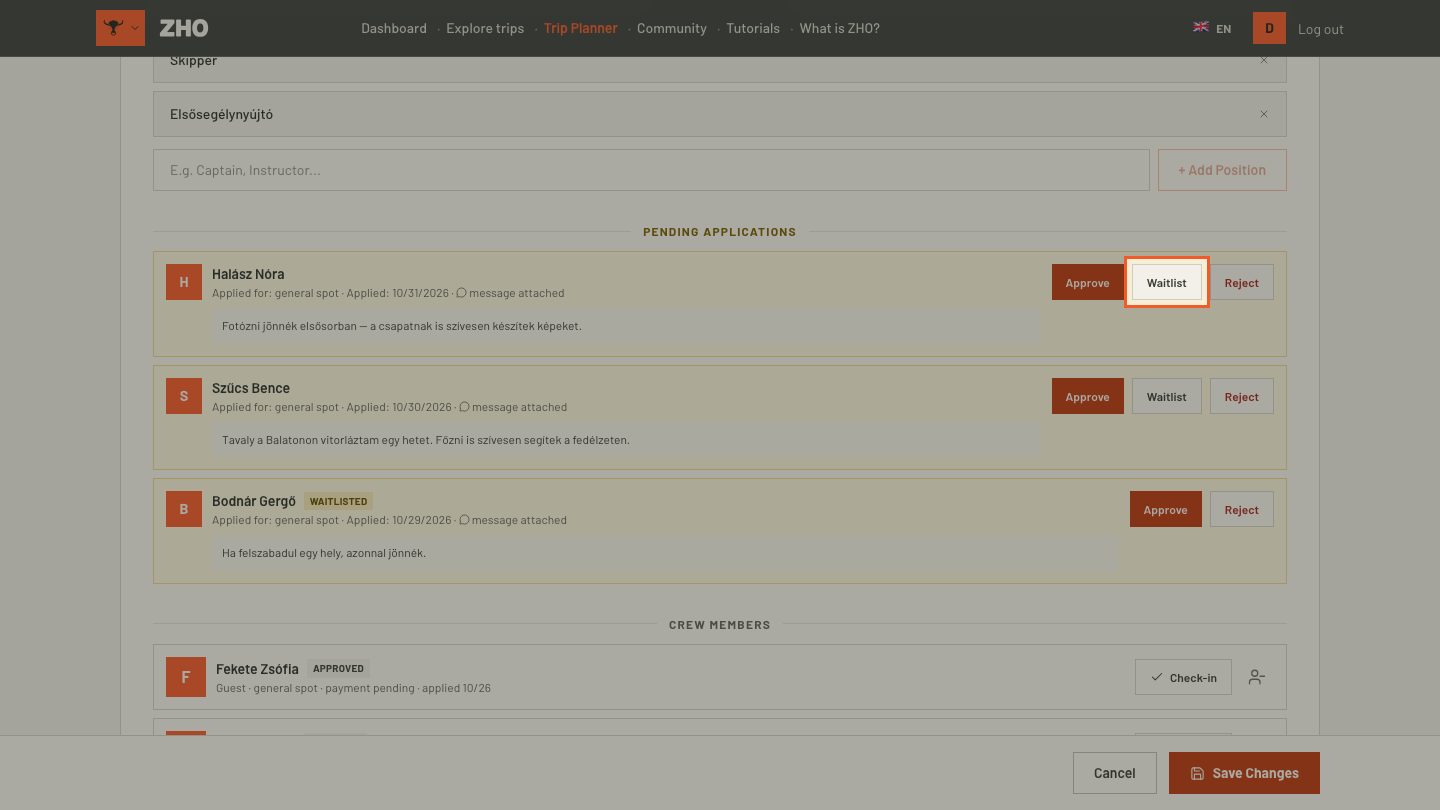 ZHO
Dashboard · Explore trips · Trip Planner · Community · Tutorials · What is ZHO?
EN
D
Log out
Skipper
Elsősegélynyújtó
E.g. Captain, Instructor...
+ Add Position
PENDING APPLICATIONS
H
Halász Nóra
Applied for: general spot · Applied: 10/31/2026 · message attached
Fotózni jönnék elsősorban — a csapatnak is szívesen készítek képeket.
Approve
Waitlist
Reject
S
Szűcs Bence
Applied for: general spot · Applied: 10/30/2026 · message attached
Tavaly a Balatonon vitorláztam egy hetet. Főzni is szívesen segítek a fedélzeten.
Approve
Waitlist
Reject
B
Bodnár Gergő WAITLISTED
Applied for: general spot · Applied: 10/29/2026 · message attached
Ha felszabadul egy hely, azonnal jönnék.
Approve
Reject
CREW MEMBERS
F
Fekete Zsófia APPROVED
Guest · general spot · payment pending · applied 10/26
Check-in
Cancel
Save Changes